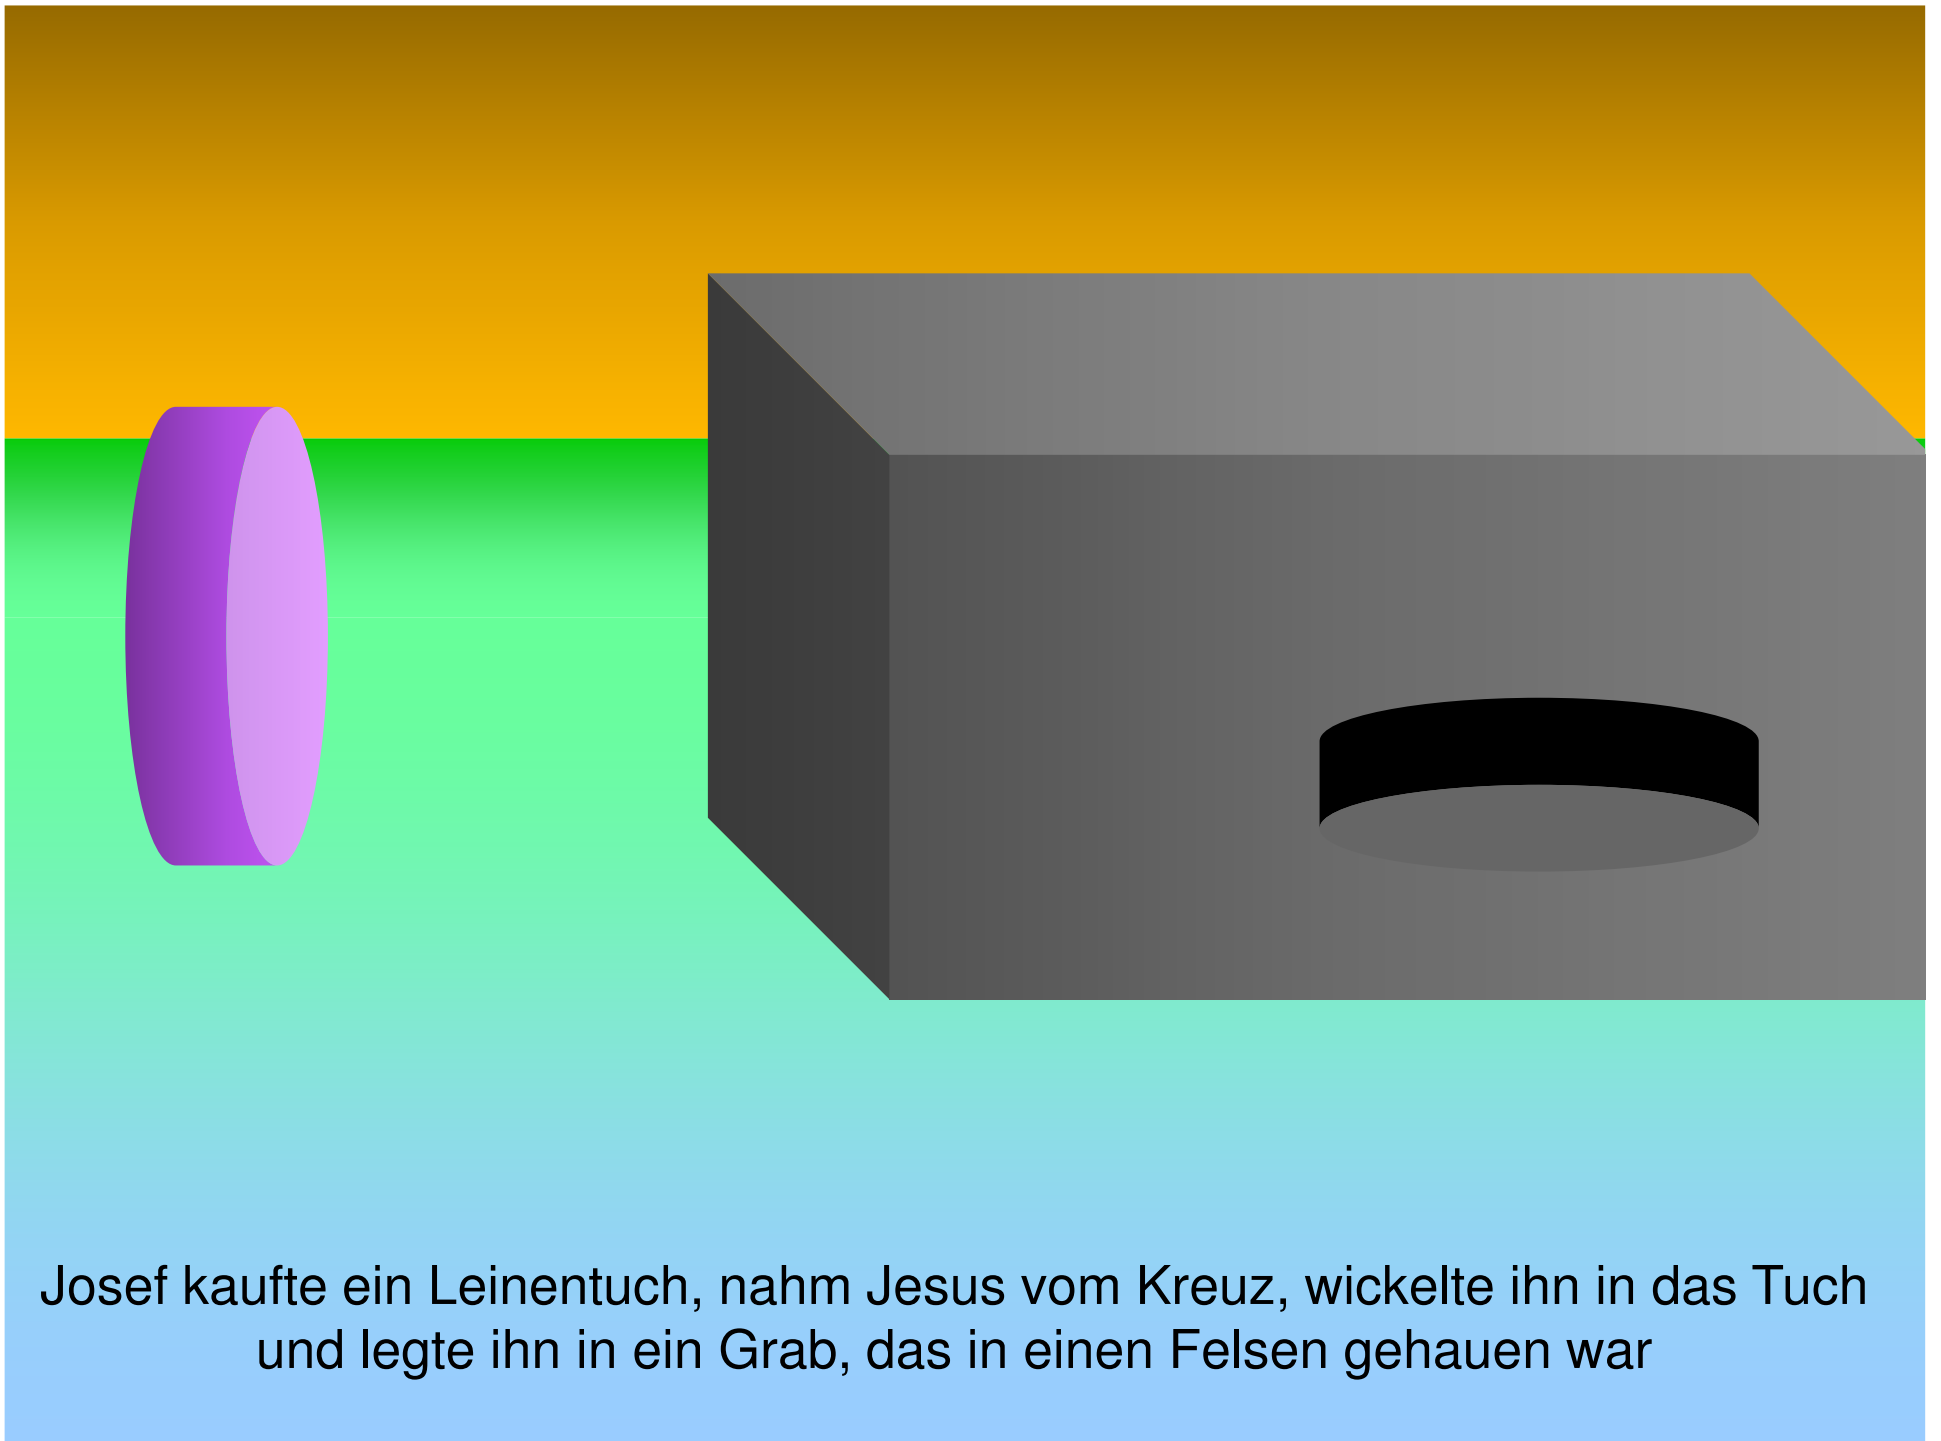 Josef kaufte ein Leinentuch, nahm Jesus vom Kreuz, wickelte ihn in das Tuch
und legte ihn in ein Grab, das in einen Felsen gehauen war